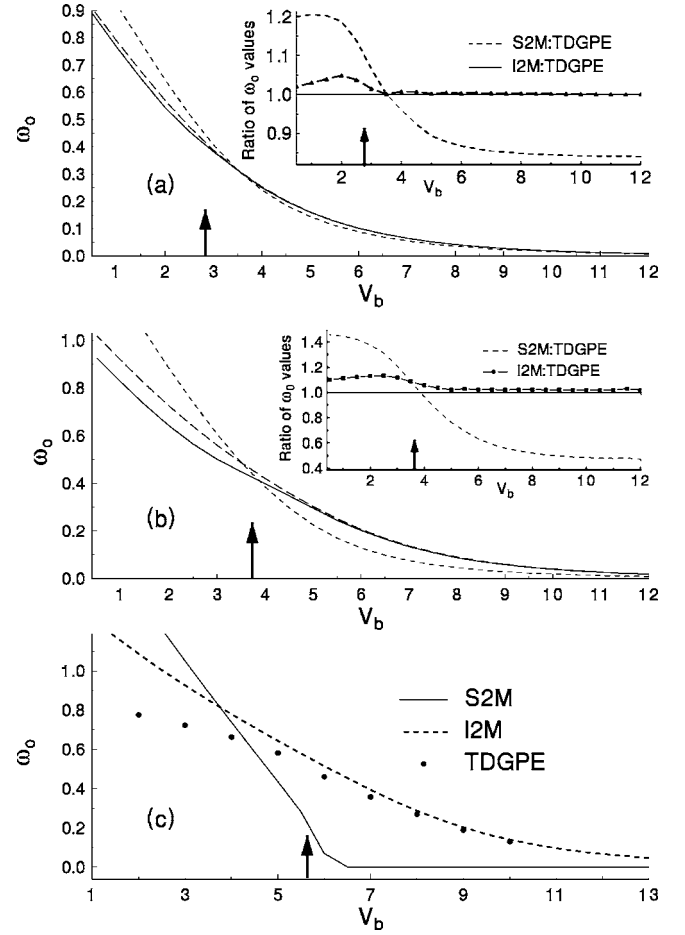 0.9
0.8
0.7
0.6
0.5
0.4
0.3
0.2
0.1
0.0
ω₀
(a)
1 2 3 4 5 6 7 8 9 10 11 12
V_b
1.2
1.1
1.0
0.9
Ratio of ω₀ values
S2M:TDGPE
I2M:TDGPE
2 4 6 8 10 12
V_b
1.0
0.8
0.6
0.4
0.2
0.0
ω₀
(b)
1 2 3 4 5 6 7 8 9 10 11 12
V_b
1.4
1.2
1.0
0.8
0.6
0.4
Ratio of ω₀ values
S2M:TDGPE
I2M:TDGPE
2 4 6 8 10 12
V_b
1.0
0.8
0.6
0.4
0.2
0.0
ω₀
(c)
S2M
I2M
TDGPE
1 3 5 7 9 11 13
V_b